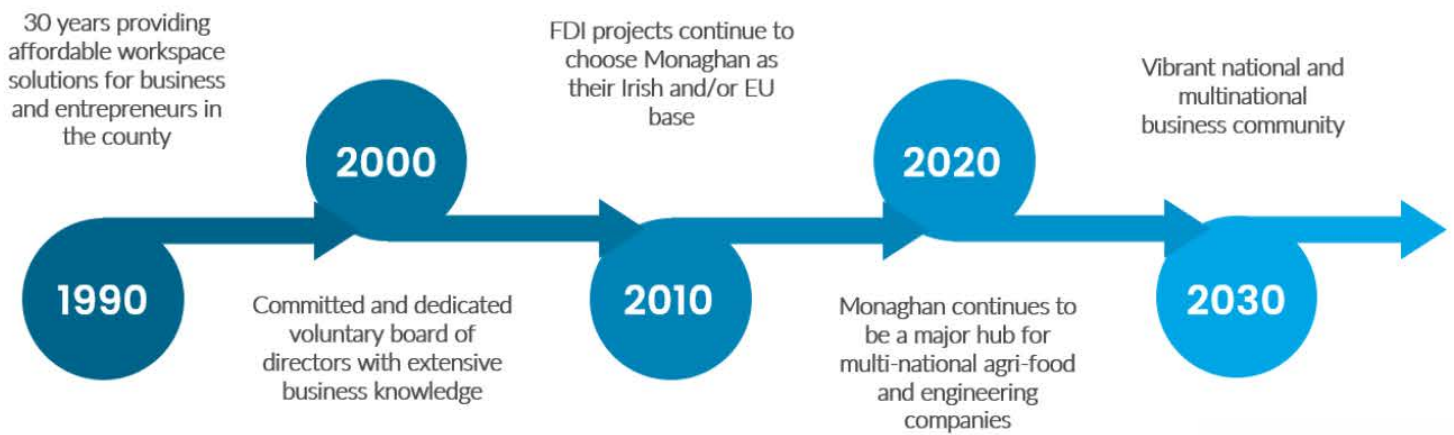 30 years providing
affordable workspace
solutions for business
and entrepreneurs in
the county
1990
2000
Committed and dedicated
voluntary board of
directors with extensive
business knowledge
FDI projects continue to
choose Monaghan as
their Irish and/or EU
base
2010
2020
Monaghan continues to
be a major hub for
multi-national agri-food
and engineering
companies
Vibrant national and
multinational
business community
2030